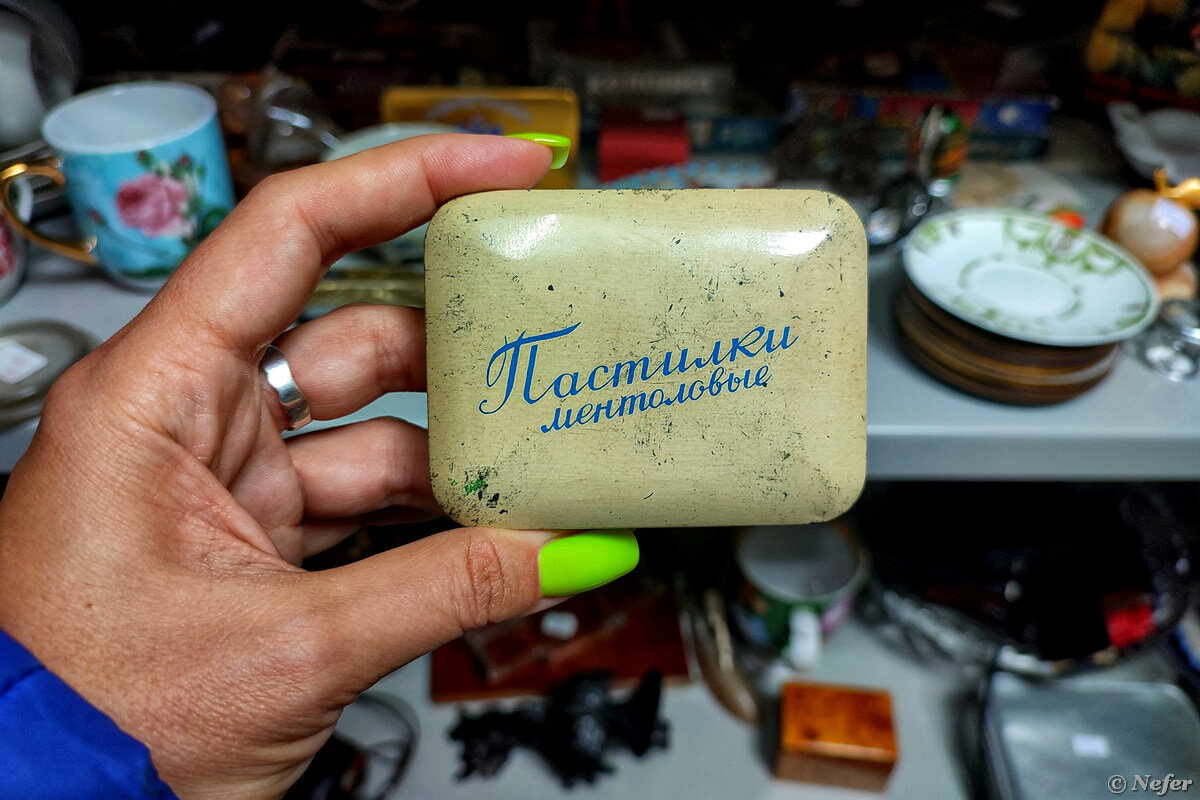 Пастилки
ментоловые
© Nefer